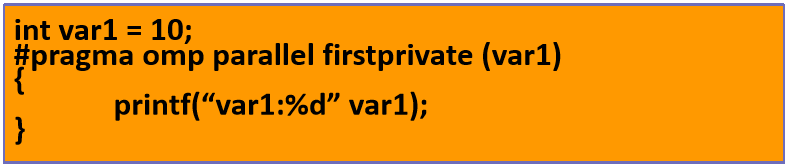 int var1 = 10;
#pragma omp parallel firstprivate (var1)
{
printf(“var1:%d” var1);
}